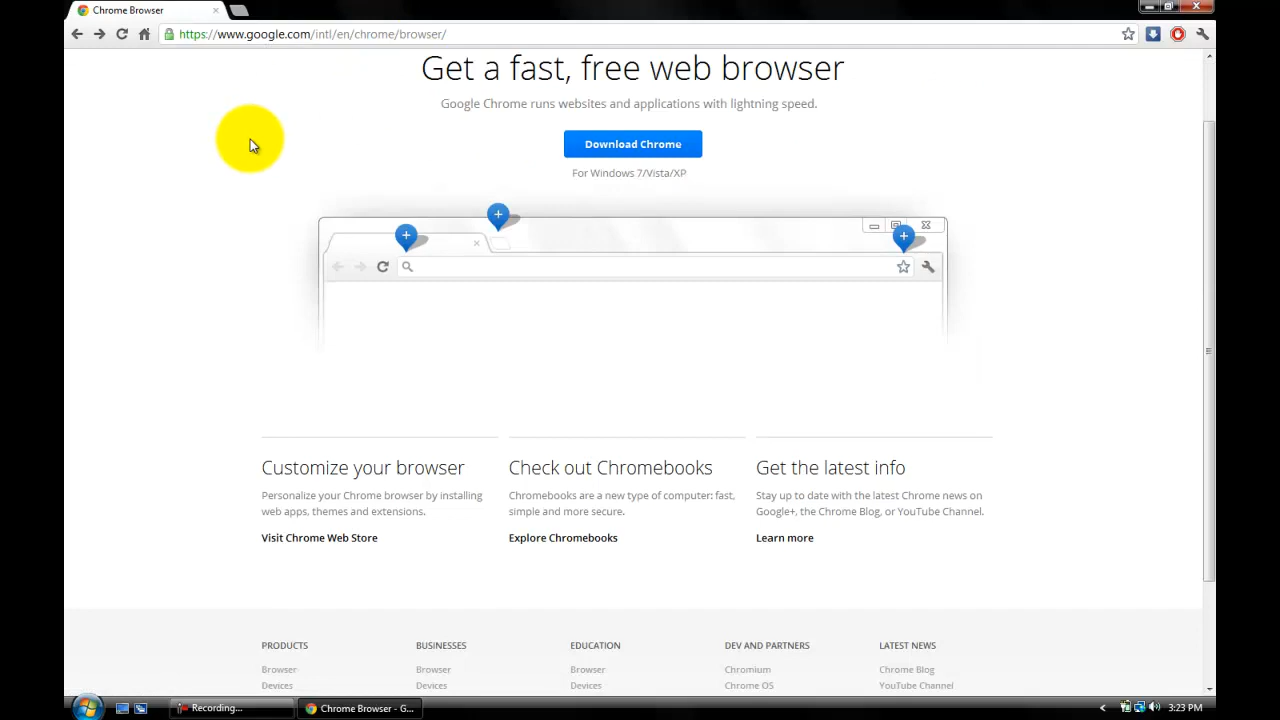 Chrome Browser
https://www.google.com/intl/en/chrome/browser/
Get a fast, free web browser
Google Chrome runs websites and applications with lightning speed.
Download Chrome
For Windows 7/Vista/XP
Customize your browser
Personalize your Chrome browser by installing
web apps, themes and extensions.
Visit Chrome Web Store
Check out Chromebooks
Chromebooks are a new type of computer: fast,
simple and more secure.
Explore Chromebooks
Get the latest info
Stay up to date with the latest Chrome news on
Google+, the Chrome Blog, or YouTube Channel.
Learn more
PRODUCTS
Browser
Devices
BUSINESSES
Browser
Devices
EDUCATION
Browser
Devices
DEV AND PARTNERS
Chromium
Chrome OS
LATEST NEWS
Chrome Blog
YouTube Channel
Recording...
Chrome Browser - G...
3:23 PM